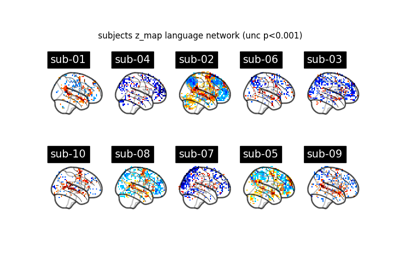 subjects z_map language network (unc p<0.001)
sub-01 sub-04 sub-02 sub-06 sub-03
sub-10 sub-08 sub-07 sub-05 sub-09